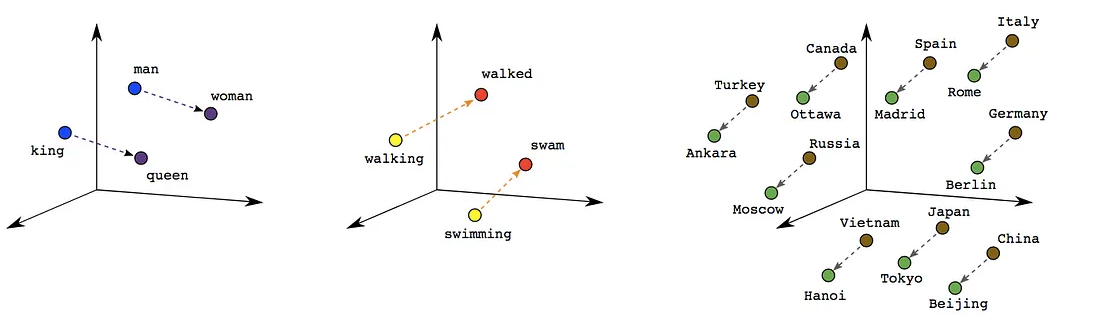 man
woman
king
queen
walked
walking
swam
swimming
Italy
Spain
Canada
Rome
Turkey
Ottawa
Madrid
Germany
Ankara
Russia
Berlin
Moscow
Vietnam
Japan
China
Tokyo
Hanoi
Beijing